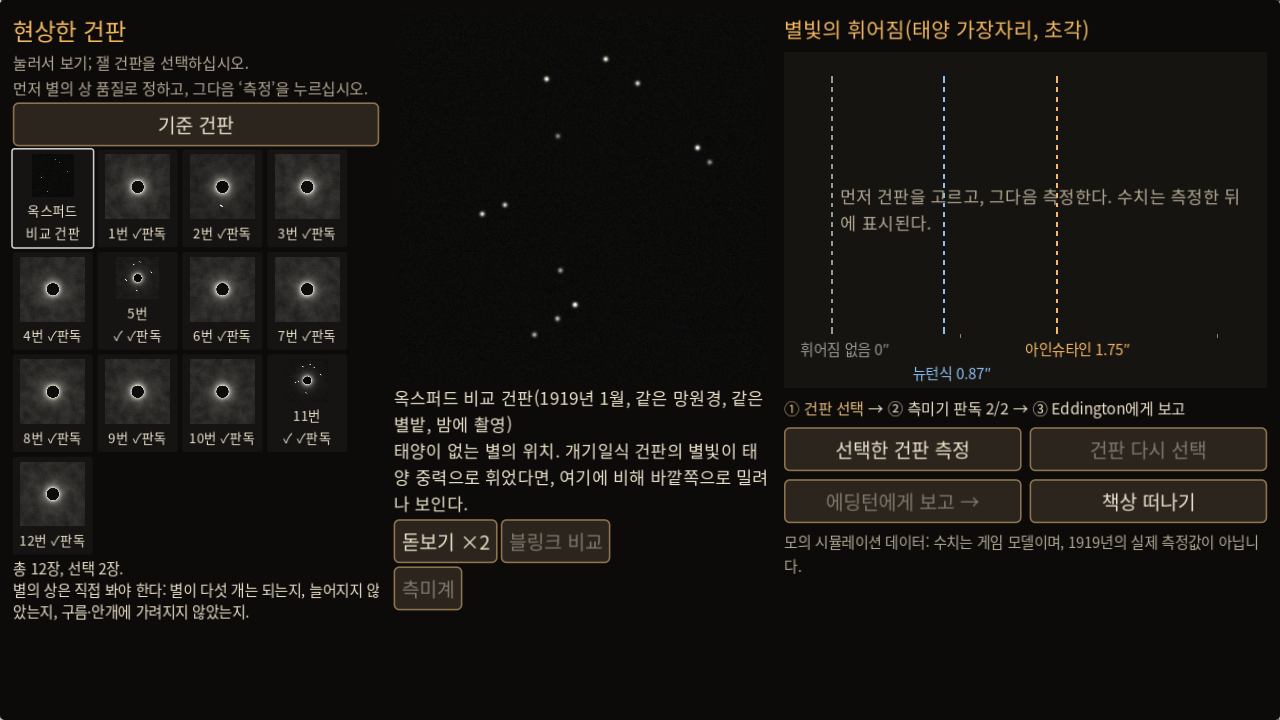 현상한 건판
눌러서 보기; 잴 건판을 선택하십시오.
먼저 별의 상 품질로 정하고, 그다음 ‘측정’을 누르십시오.
기준 건판
옥스퍼드
비교 건판
1번 ✓판독
2번 ✓판독
3번 ✓판독
4번 ✓판독
5번
✓ ✓판독
6번 ✓판독
7번 ✓판독
8번 ✓판독
9번 ✓판독
10번 ✓판독
11번
✓ ✓판독
12번 ✓판독
총 12장, 선택 2장.
별의 상은 직접 봐야 한다: 별이 다섯 개는 되는지, 늘어지지 않
았는지, 구름·안개에 가려지지 않았는지.
옥스퍼드 비교 건판(1919년 1월, 같은 망원경, 같은
별밭, 밤에 촬영)
태양이 없는 별의 위치. 개기일식 건판의 별빛이 태
양 중력으로 휘었다면, 여기에 비해 바깥쪽으로 밀려
나 보인다.
돋보기 ×2
블링크 비교
측미계
별빛의 휘어짐(태양 가장자리, 초각)
먼저 건판을 고르고, 그다음 측정한다. 수치는 측정한 뒤
에 표시된다.
휘어짐 없음 0″
아인슈타인 1.75″
뉴턴식 0.87″
① 건판 선택 → ② 측미기 판독 2/2 → ③ Eddington에게 보고
선택한 건판 측정
건판 다시 선택
에딩턴에게 보고 →
책상 떠나기
모의 시뮬레이션 데이터: 수치는 게임 모델이며, 1919년의 실제 측정값이 아닙니
다.